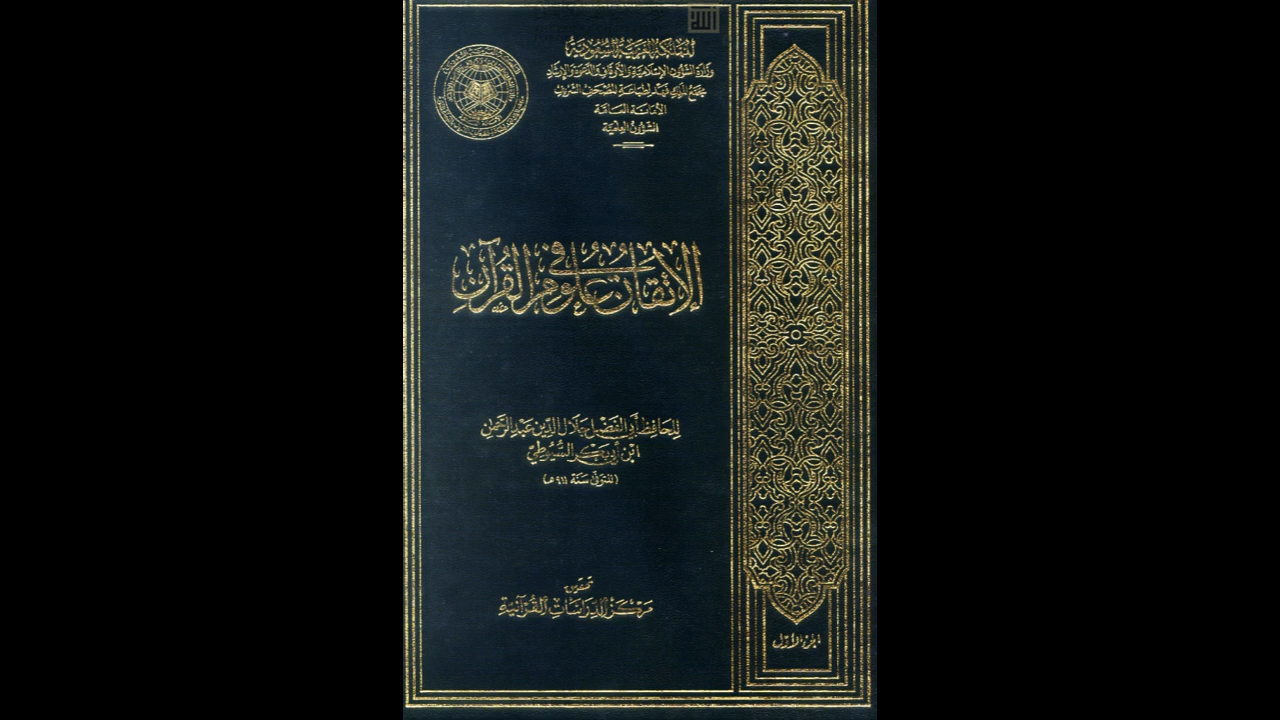 المملكة العربية السعودية
وزارة الشؤون الإسلامية والأوقاف والدعوة والإرشاد
مجمع الملك فهد لطباعة المصحف الشريف
الأمانة العامة
الشؤون العلمية
الإتقان في علوم القرآن
للحافظ أبي الفضل جلال الدين عبد الرحمن
ابن أبي بكر السيوطي
(المتوفى سنة ٩١١ هـ)
تحقيق
مركز الدراسات القرآنية
الجزء الأول